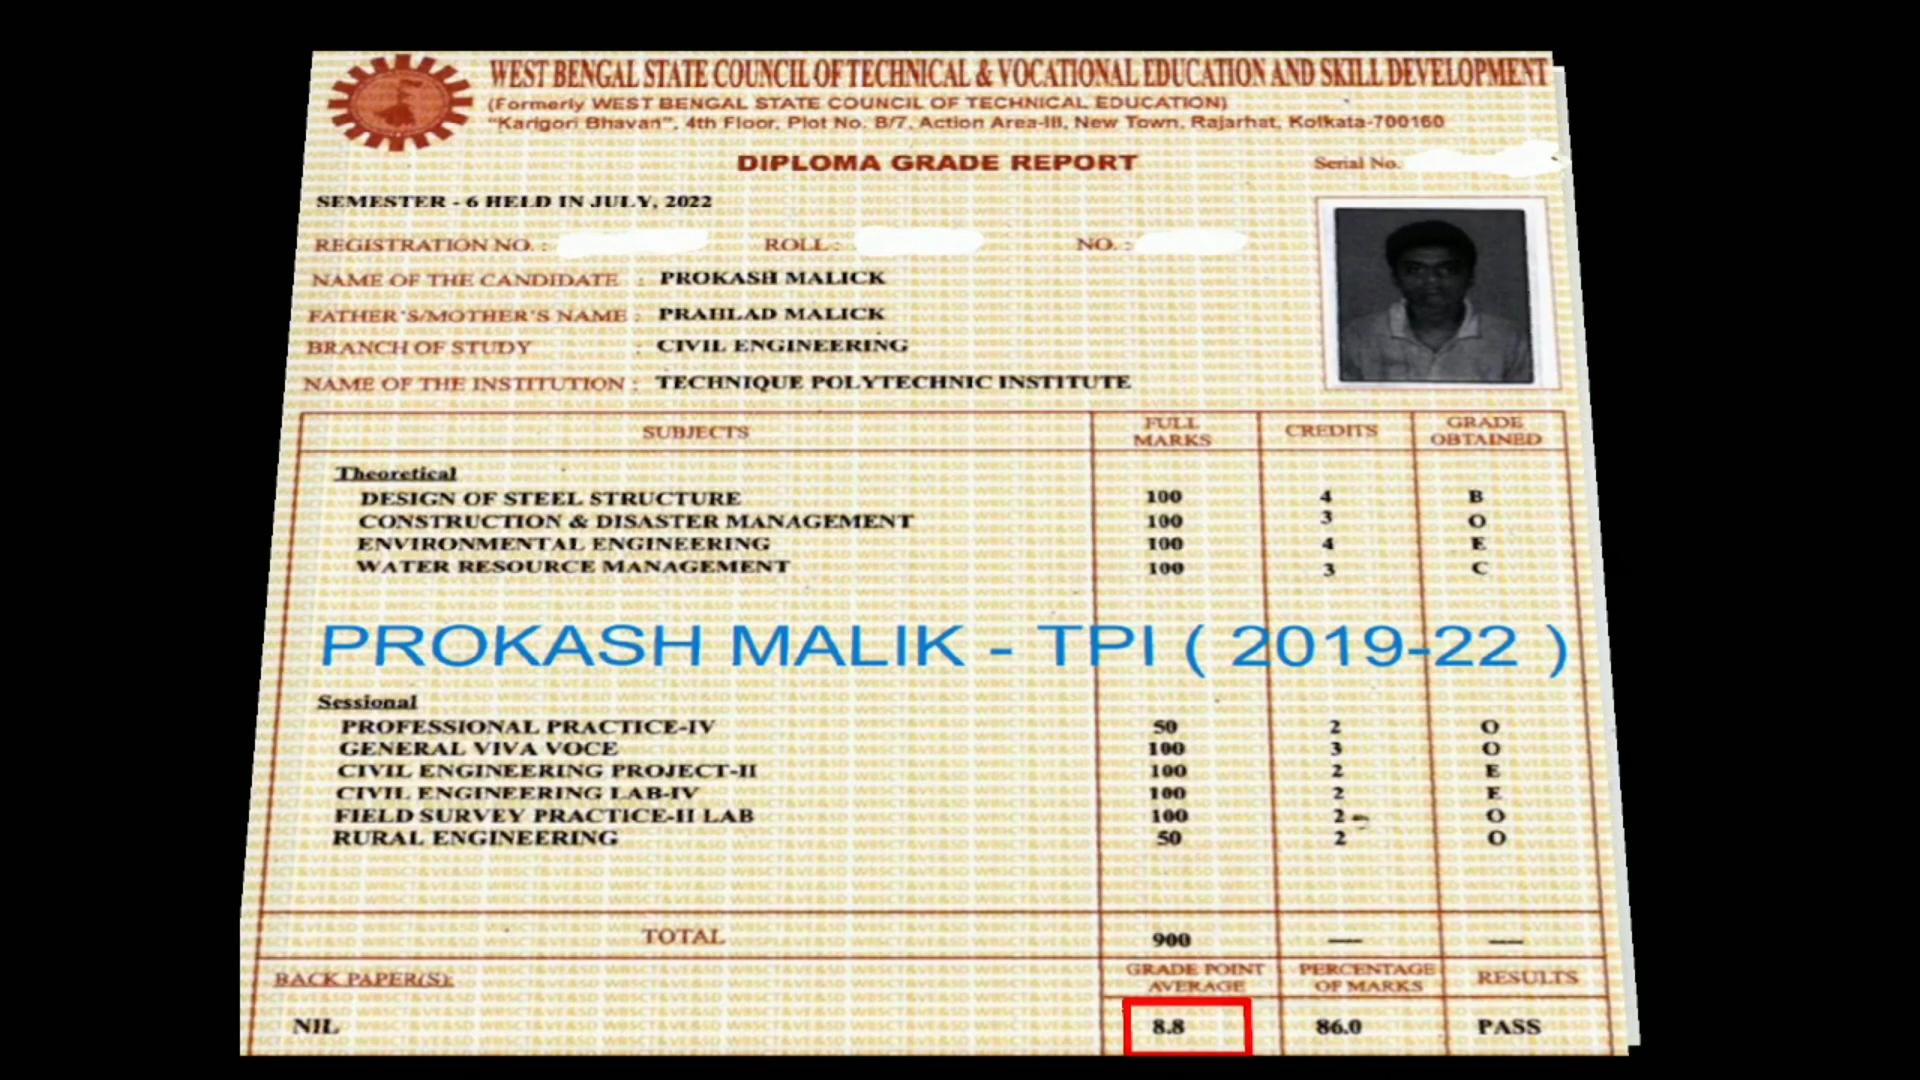 WEST BENGAL STATE COUNCIL OF TECHNICAL & VOCATIONAL EDUCATION AND SKILL DEVELOPMENT
(Formerly WEST BENGAL STATE COUNCIL OF TECHNICAL EDUCATION)
"Karigori Bhavan", 4th Floor, Plot No. B/7, Action Area-III, New Town, Rajarhat, Kolkata-700160
DIPLOMA GRADE REPORT
Serial No.
SEMESTER - 6 HELD IN JULY, 2022
REGISTRATION NO. : ROLL : NO. :
NAME OF THE CANDIDATE : PROKASH MALICK
FATHER'S/MOTHER'S NAME : PRAHLAD MALICK
BRANCH OF STUDY : CIVIL ENGINEERING
NAME OF THE INSTITUTION : TECHNIQUE POLYTECHNIC INSTITUTE
SUBJECTS FULL MARKS CREDITS GRADE OBTAINED
Theoretical
DESIGN OF STEEL STRUCTURE 100 4 B
CONSTRUCTION & DISASTER MANAGEMENT 100 3 O
ENVIRONMENTAL ENGINEERING 100 4 E
WATER RESOURCE MANAGEMENT 100 3 C
PROKASH MALIK - TPI ( 2019-22 )
Sessional
PROFESSIONAL PRACTICE-IV 50 2 O
GENERAL VIVA VOCE 100 3 O
CIVIL ENGINEERING PROJECT-II 100 2 E
CIVIL ENGINEERING LAB-IV 100 2 E
FIELD SURVEY PRACTICE-II LAB 100 2 O
RURAL ENGINEERING 50 2 O
TOTAL 900 — —
BACK PAPER(S): GRADE POINT AVERAGE PERCENTAGE OF MARKS RESULTS
NIL 8.8 86.0 PASS